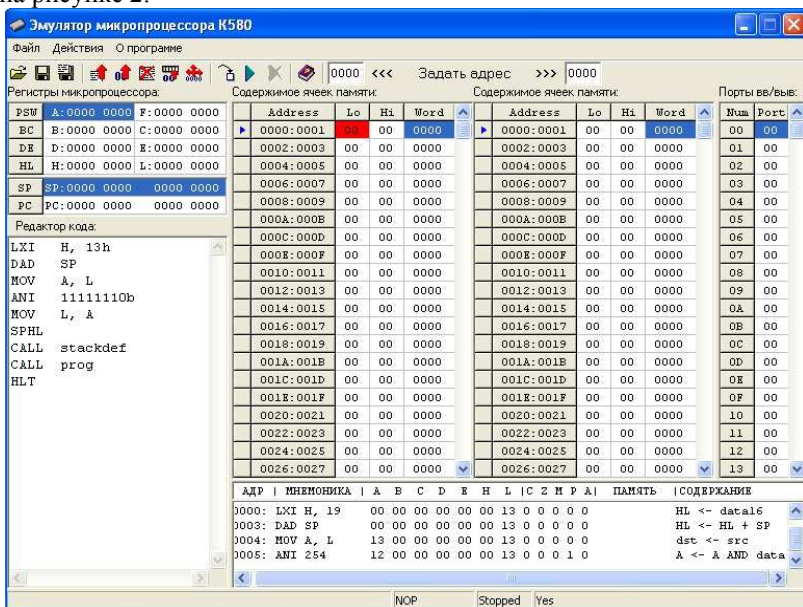 на рисунке 2.
Эмулятор микропроцессора K580
Файл Действия О программе
0000 <<< Задать адрес >>> 0000
Регистры микропроцессора: Содержимое ячеек памяти: Содержимое ячеек памяти: Порты вв/выв:
PSW A:0000 0000 F:0000 0000 Address Lo Hi Word Address Lo Hi Word Num Port
BC B:0000 0000 C:0000 0000 0000:0001 00 00 0000 0000:0001 00 00 0000 00 00
DE D:0000 0000 E:0000 0000 0002:0003 00 00 0000 0002:0003 00 00 0000 01 00
HL H:0000 0000 L:0000 0000 0004:0005 00 00 0000 0004:0005 00 00 0000 02 00
0006:0007 00 00 0000 0006:0007 00 00 0000 03 00
SP SP:0000 0000 0000 0000 0008:0009 00 00 0000 0008:0009 00 00 0000 04 00
PC PC:0000 0000 0000 0000 000A:000B 00 00 0000 000A:000B 00 00 0000 05 00
Редактор кода: 000C:000D 00 00 0000 000C:000D 00 00 0000 06 00
LXI H, 13h 000E:000F 00 00 0000 000E:000F 00 00 0000 07 00
DAD SP 0010:0011 00 00 0000 0010:0011 00 00 0000 08 00
MOV A, L 0012:0013 00 00 0000 0012:0013 00 00 0000 09 00
ANI 11111110b 0014:0015 00 00 0000 0014:0015 00 00 0000 0A 00
MOV L, A 0016:0017 00 00 0000 0016:0017 00 00 0000 0B 00
SPHL 0018:0019 00 00 0000 0018:0019 00 00 0000 0C 00
CALL stackdef 001A:001B 00 00 0000 001A:001B 00 00 0000 0D 00
CALL prog 001C:001D 00 00 0000 001C:001D 00 00 0000 0E 00
HLT 001E:001F 00 00 0000 001E:001F 00 00 0000 0F 00
0020:0021 00 00 0000 0020:0021 00 00 0000 10 00
0022:0023 00 00 0000 0022:0023 00 00 0000 11 00
0024:0025 00 00 0000 0024:0025 00 00 0000 12 00
0026:0027 00 00 0000 0026:0027 00 00 0000 13 00
АДР | МНЕМОНИКА | A B C D E H L |C Z M P A| ПАМЯТЬ |СОДЕРЖАНИЕ
0000: LXI H, 19 00 00 00 00 00 00 13 0 0 0 0 0 HL <- data16
0003: DAD SP 00 00 00 00 00 00 13 0 0 0 0 0 HL <- HL + SP
0004: MOV A, L 13 00 00 00 00 00 13 0 0 0 0 0 dst <- src
0005: ANI 254 12 00 00 00 00 00 13 0 0 0 1 0 A <- A AND data
NOP Stopped Yes